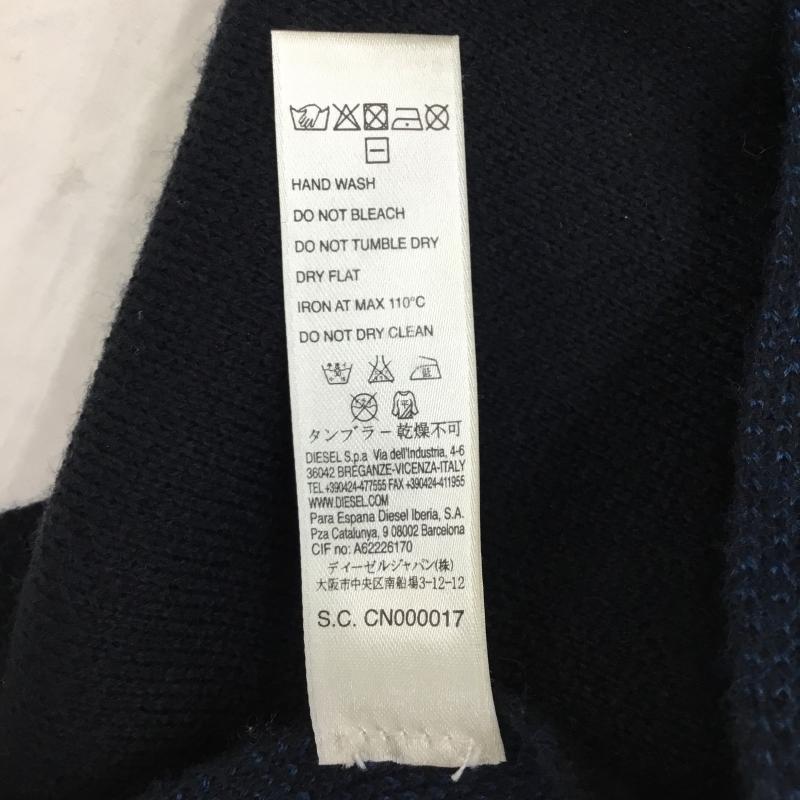 HAND WASH
DO NOT BLEACH
DO NOT TUMBLE DRY
DRY FLAT
IRON AT MAX 110°C
DO NOT DRY CLEAN
タンブラー乾燥不可
DIESEL S.p.a Via dell'Industria, 4-6
36042 BREGANZE-VICENZA-ITALY
TEL +390424-477555 FAX +390424-411955
WWW.DIESEL.COM
Para Espana Diesel Iberia, S.A.
Pza Catalunya, 9 08002 Barcelona
CIF no: A62226170
ディーゼルジャパン(株)
大阪市中央区南船場3-12-12
S.C. CN000017